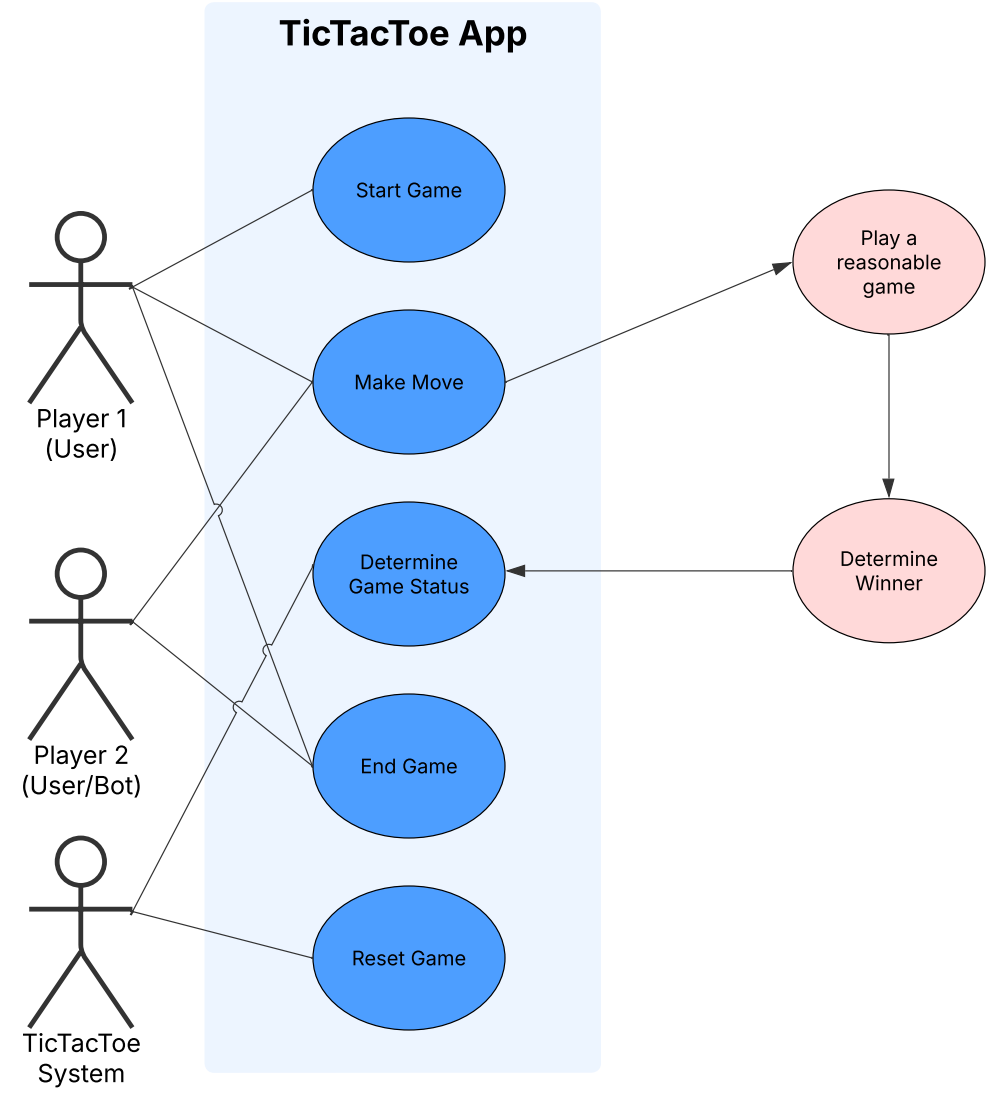 TicTacToe App
Start Game
Play a
reasonable
game
Make Move
Player 1
(User)
Determine
Game Status
Determine
Winner
Player 2
(User/Bot)
End Game
Reset Game
TicTacToe
System